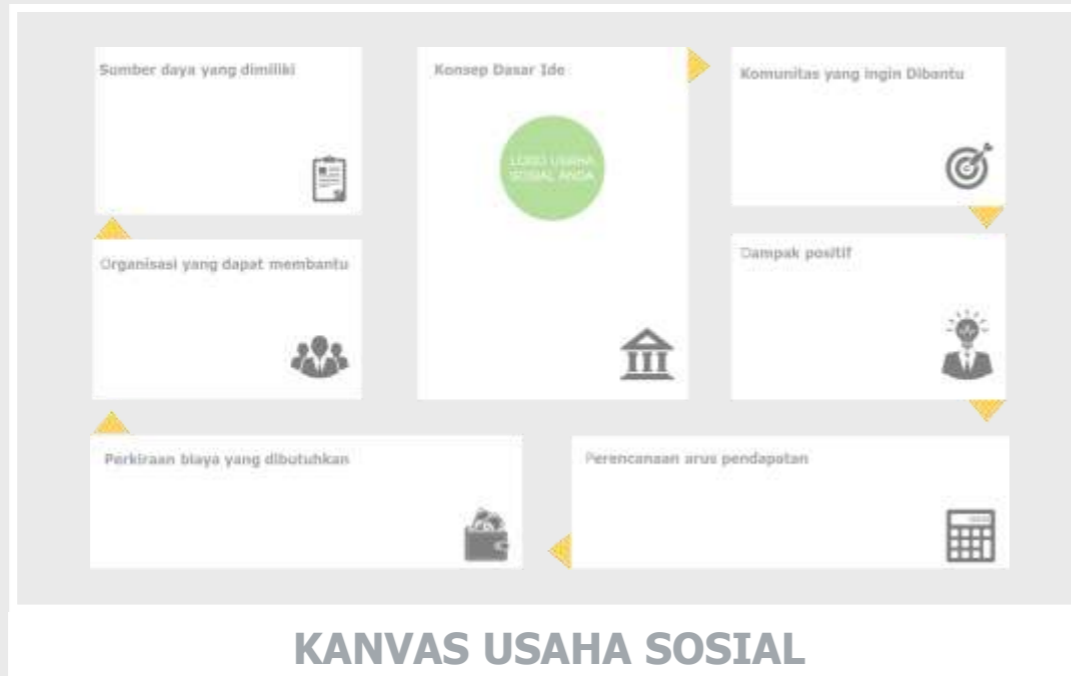 Sumber daya yang dimiliki
Konsep Dasar Ide
Komunitas yang ingin Dibantu
LOGO USAHA
SOSIAL ANDA
Organisasi yang dapat membantu
Dampak positif
Perkiraan biaya yang dibutuhkan
Perencanaan arus pendapatan
KANVAS USAHA SOSIAL